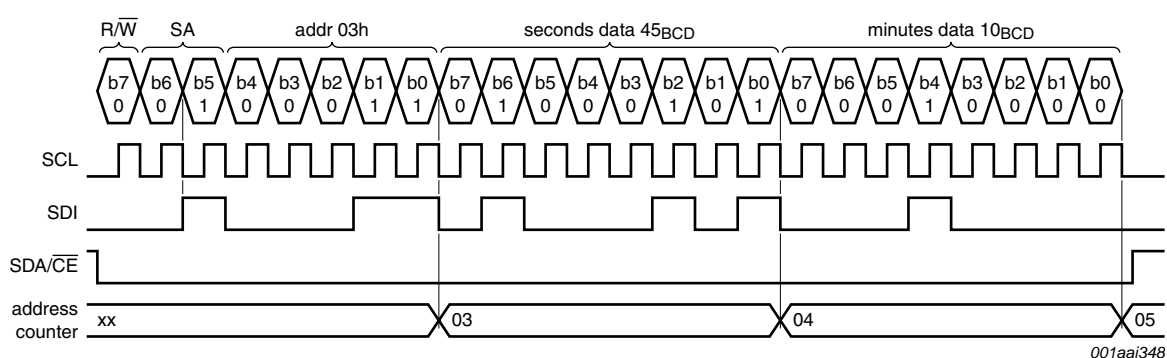 R/W SA addr 03h seconds data 45BCD minutes data 10BCD
b7 b6 b5 b4 b3 b2 b1 b0 b7 b6 b5 b4 b3 b2 b1 b0 b7 b6 b5 b4 b3 b2 b1 b0
0 0 1 0 0 0 1 1 0 1 0 0 0 1 0 1 0 0 0 1 0 0 0 0
SCL
SDI
SDA/CE
address
counter
xx 03 04 05
001aai348